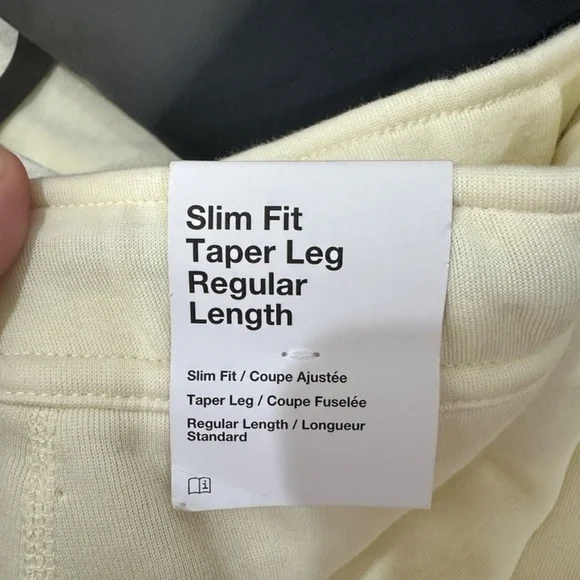 Slim Fit
Taper Leg
Regular
Length
Slim Fit / Coupe Ajustée
Taper Leg / Coupe Fuselée
Regular Length / Longueur
Standard